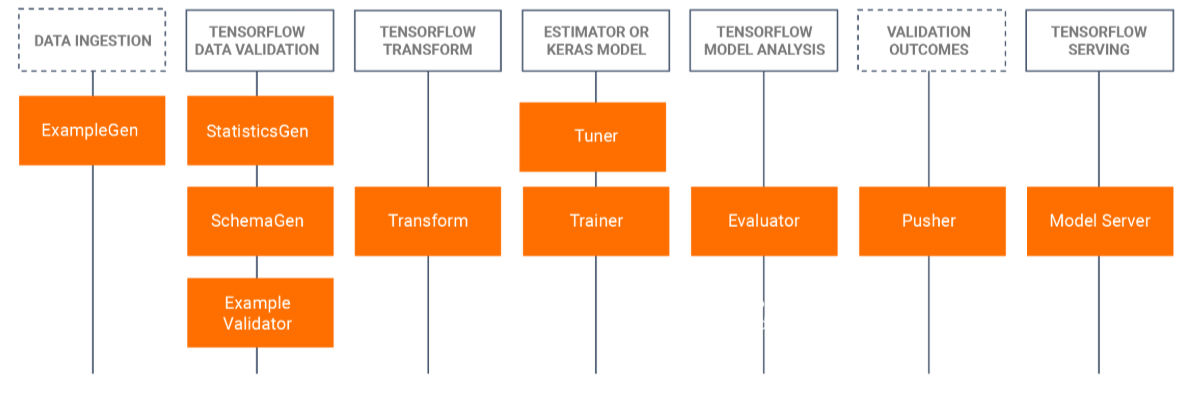 DATA INGESTION
TENSORFLOW
DATA VALIDATION
TENSORFLOW
TRANSFORM
ESTIMATOR OR
KERAS MODEL
TENSORFLOW
MODEL ANALYSIS
VALIDATION
OUTCOMES
TENSORFLOW
SERVING
ExampleGen
StatisticsGen
SchemaGen
Example
Validator
Transform
Tuner
Trainer
Evaluator
Pusher
Model Server